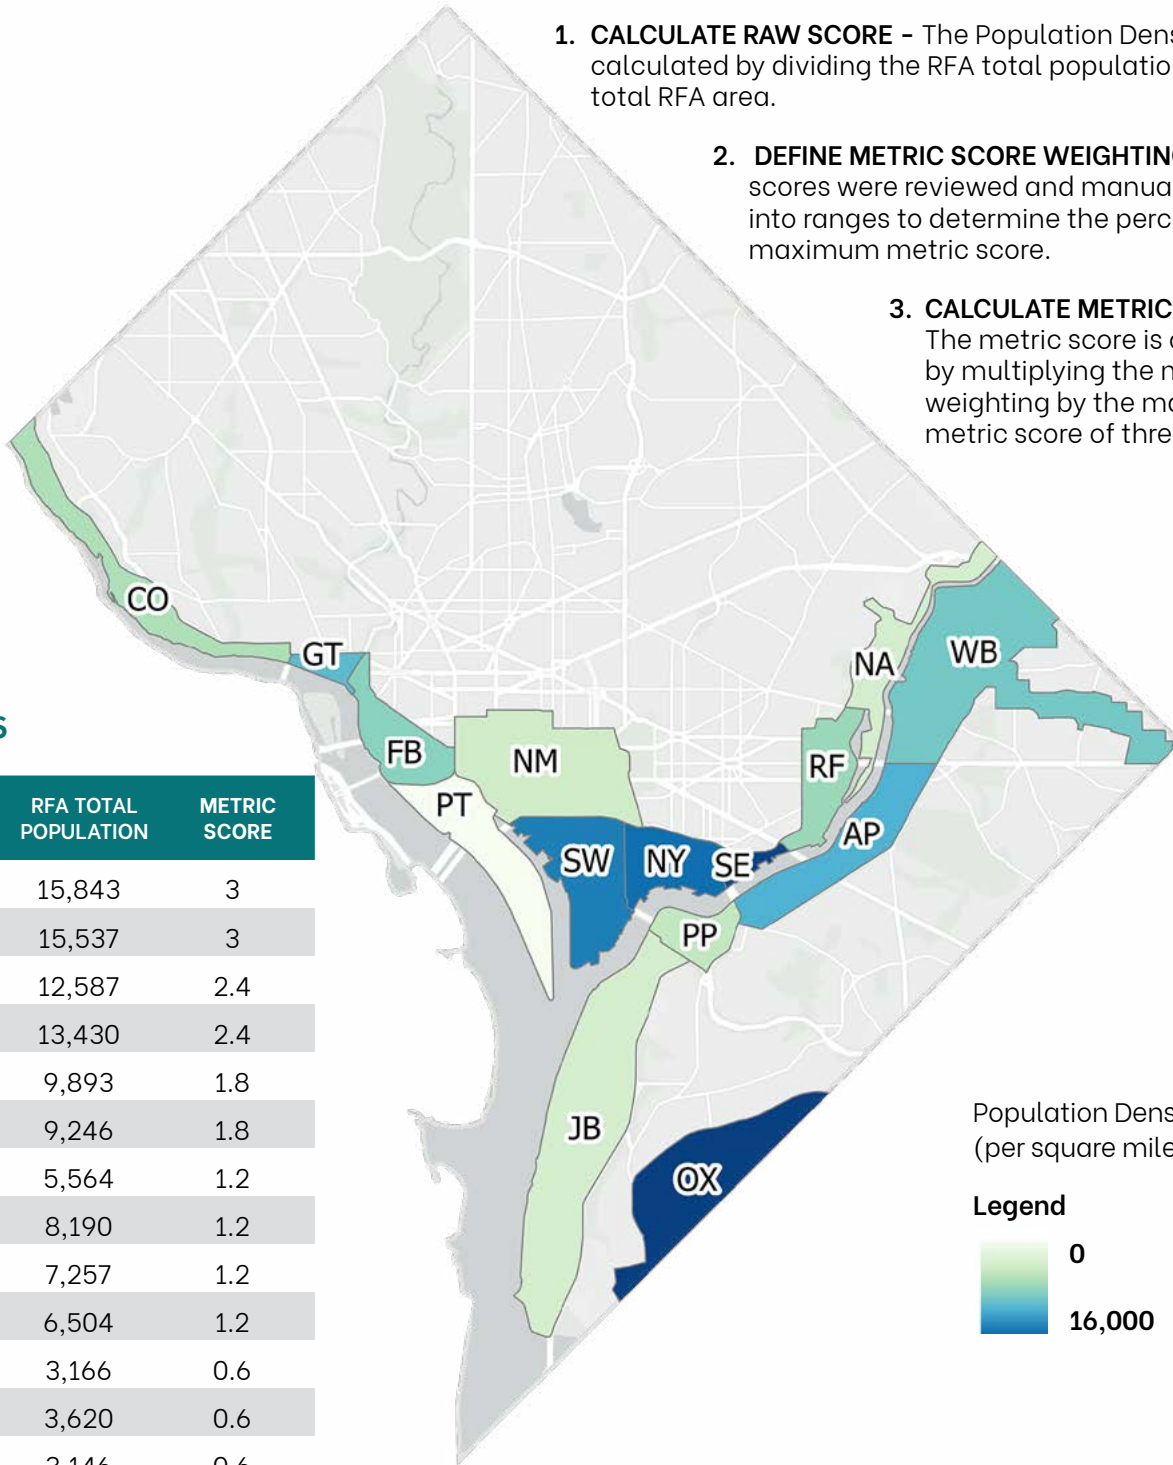 1. CALCULATE RAW SCORE - The Population Dens
calculated by dividing the RFA total populatio
total RFA area.
2. DEFINE METRIC SCORE WEIGHTING
scores were reviewed and manua
into ranges to determine the perc
maximum metric score.
3. CALCULATE METRIC
The metric score is c
by multiplying the m
weighting by the ma
metric score of thre
CO
GT
NA
WB
FB
NM
RF
PT
AP
SW
NY
SE
PP
JB
OX
S
RFA TOTAL POPULATION METRIC SCORE
15,843 3
15,537 3
12,587 2.4
13,430 2.4
9,893 1.8
9,246 1.8
5,564 1.2
8,190 1.2
7,257 1.2
6,504 1.2
3,166 0.6
3,620 0.6
3,146 0.6
Population Dens
(per square mile
Legend
0
16,000